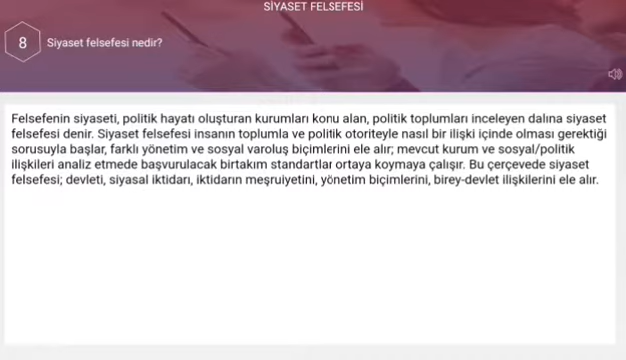 SİYASET FELSEFESİ
8
Siyaset felsefesi nedir?
Felsefenin siyaseti, politik hayatı oluşturan kurumları konu alan, politik toplumları inceleyen dalına siyaset
felsefesi denir. Siyaset felsefesi insanın toplumla ve politik otoriteyle nasıl bir ilişki içinde olması gerektiği
sorusuyla başlar, farklı yönetim ve sosyal varoluş biçimlerini ele alır; mevcut kurum ve sosyal/politik
ilişkileri analiz etmede başvurulacak birtakım standartlar ortaya koymaya çalışır. Bu çerçevede siyaset
felsefesi; devleti, siyasal iktidarı, iktidarın meşruiyetini, yönetim biçimlerini, birey-devlet ilişkilerini ele alır.